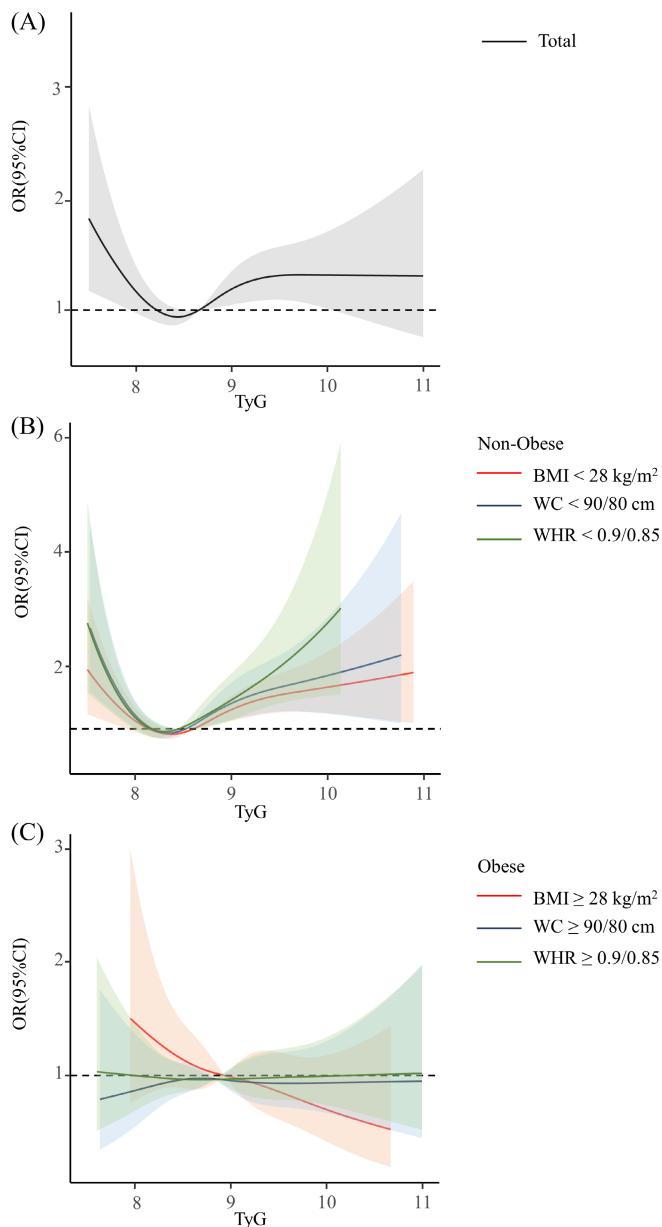 (A)
Total
OR(95%CI)
3
2
1
8 9 10 11
TyG
(B)
Non-Obese
BMI < 28 kg/m²
WC < 90/80 cm
WHR < 0.9/0.85
OR(95%CI)
6
4
2
8 9 10 11
TyG
(C)
Obese
BMI ≥ 28 kg/m²
WC ≥ 90/80 cm
WHR ≥ 0.9/0.85
OR(95%CI)
3
2
1
8 9 10 11
TyG